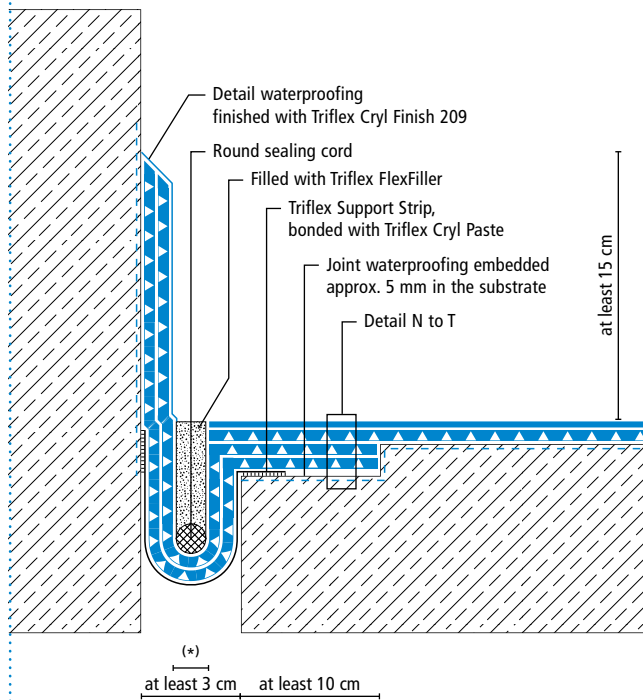 Detail waterproofing
finished with Triflex Cryl Finish 209
Round sealing cord
Filled with Triflex FlexFiller
Triflex Support Strip,
bonded with Triflex Cryl Paste
Joint waterproofing embedded
approx. 5 mm in the substrate
Detail N to T
at least 15 cm
(*)
at least 3 cm
at least 10 cm